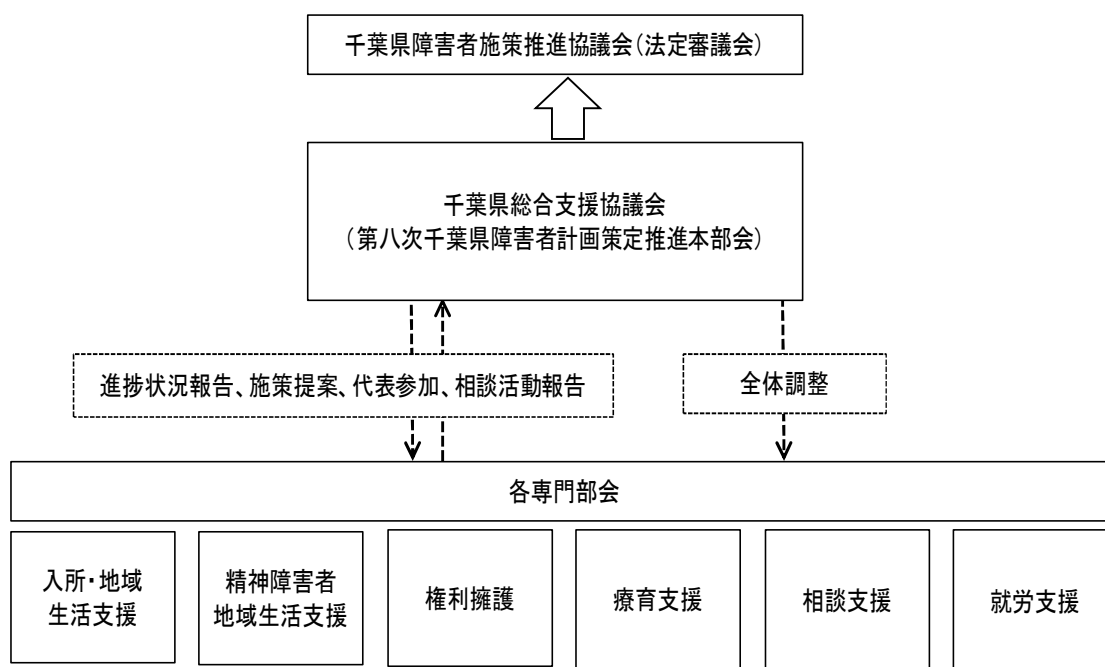 千葉県障害者施策推進協議会(法定審議会)
千葉県総合支援協議会
(第八次千葉県障害者計画策定推進本部会)
進捗状況報告、施策提案、代表参加、相談活動報告
全体調整
各専門部会
入所・地域
生活支援
精神障害者
地域生活支援
権利擁護
療育支援
相談支援
就労支援